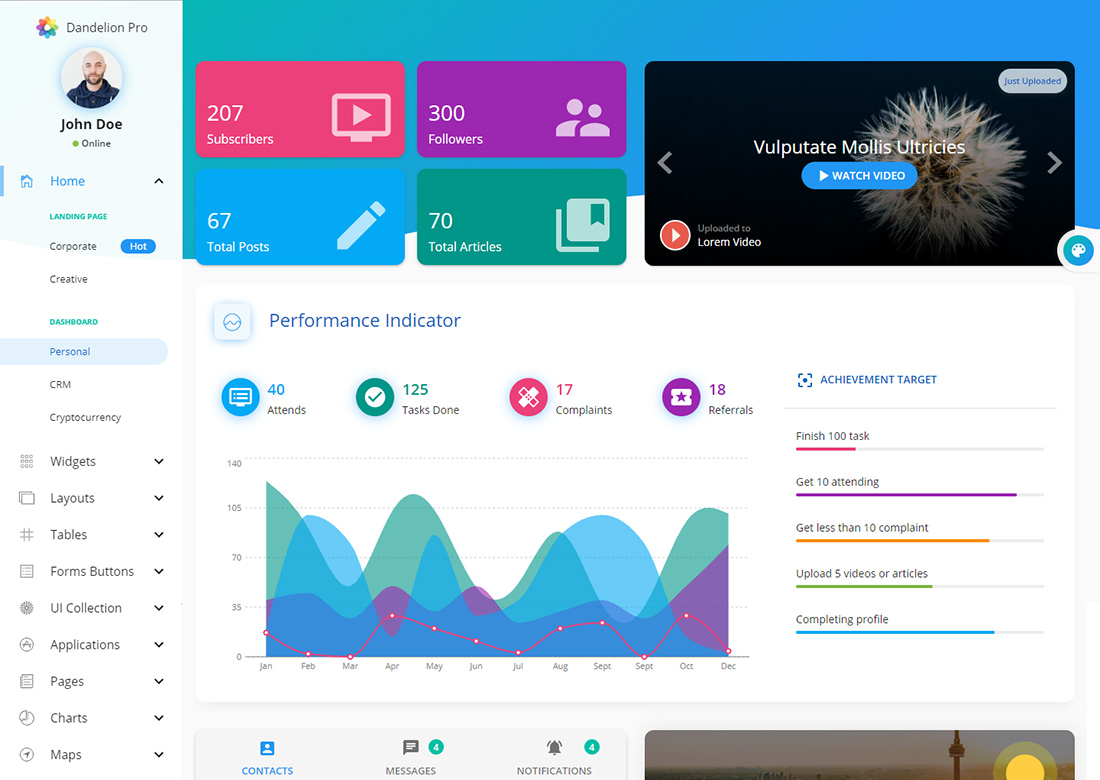 Dandelion Pro
John Doe
Online
Home
LANDING PAGE
Corporate
Hot
Creative
DASHBOARD
Personal
CRM
Cryptocurrency
Widgets
Layouts
Tables
Forms Buttons
UI Collection
Applications
Pages
Charts
Maps
207
Subscribers
300
Followers
67
Total Posts
70
Total Articles
Just Uploaded
Vulputate Mollis Ultricies
WATCH VIDEO
Uploaded to
Lorem Video
Performance Indicator
40
Attends
125
Tasks Done
17
Complaints
18
Referrals
140
105
70
35
0
Jan Feb Mar Apr May Jun Jul Aug Sept Sept Oct Dec
ACHIEVEMENT TARGET
Finish 100 task
Get 10 attending
Get less than 10 complaint
Upload 5 videos or articles
Completing profile
CONTACTS
4
MESSAGES
4
NOTIFICATIONS